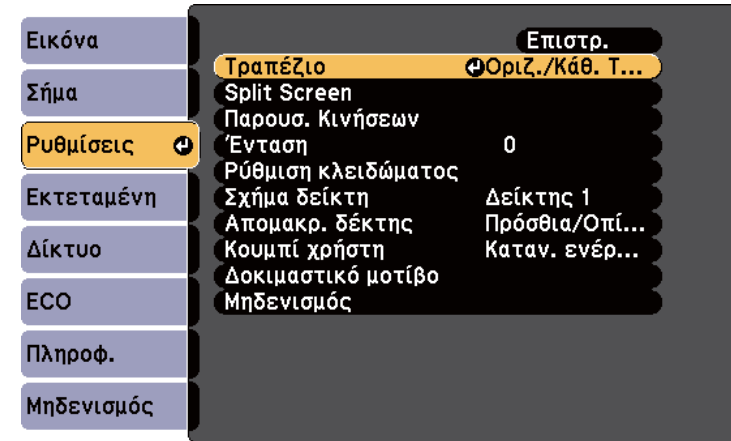 Εικόνα
Σήμα
Ρυθμίσεις
Εκτεταμένη
Δίκτυο
ECO
Πληροφ.
Μηδενισμός
Επιστρ.
Τραπέζιο Οριζ./Κάθ. Τ...
Split Screen
Παρουσ. Κινήσεων
Ένταση 0
Ρύθμιση κλειδώματος
Σχήμα δείκτη Δείκτης 1
Απομακρ. δέκτης Πρόσθια/Οπί...
Κουμπί χρήστη Καταν. ενέρ...
Δοκιμαστικό μοτίβο
Μηδενισμός